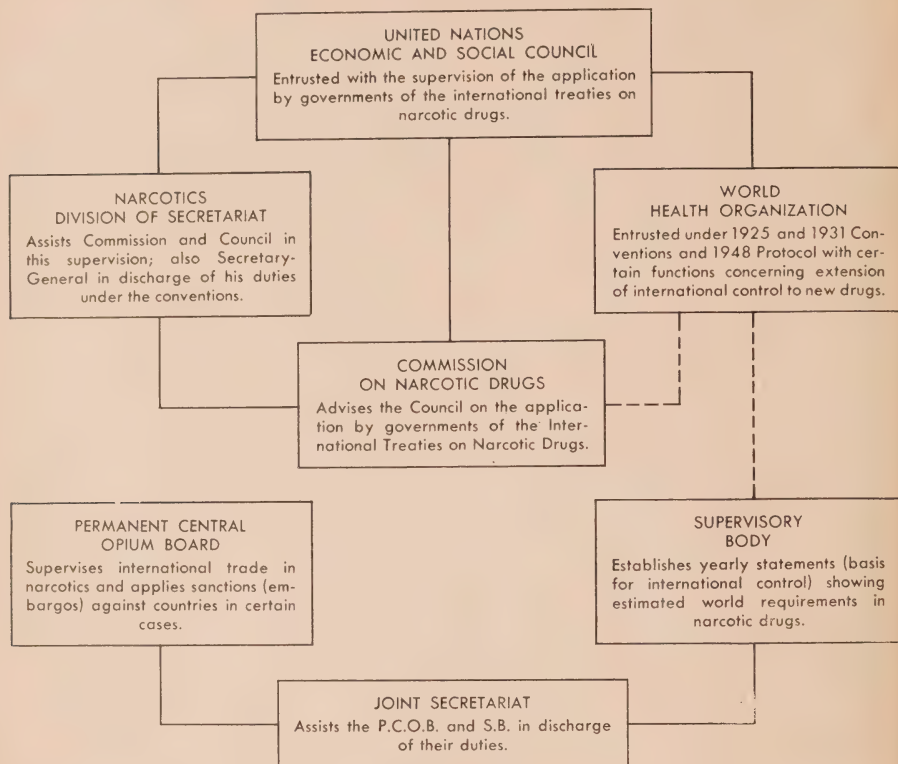 UNITED NATIONS
ECONOMIC AND SOCIAL COUNCIL
Entrusted with the supervision of the application
by governments of the international treaties on
narcotic drugs.
NARCOTICS
DIVISION OF SECRETARIAT
Assists Commission and Council in
this supervision; also Secretary-
General in discharge of his duties
under the conventions.
WORLD
HEALTH ORGANIZATION
Entrusted under 1925 and 1931 Con-
ventions and 1948 Protocol with cer-
tain functions concerning extension
of international control to new drugs.
COMMISSION
ON NARCOTIC DRUGS
Advises the Council on the applica-
tion by governments of the Inter-
national Treaties on Narcotic Drugs.
PERMANENT CENTRAL
OPIUM BOARD
Supervises international trade in
narcotics and applies sanctions (em-
bargos) against countries in certain
cases.
SUPERVISORY
BODY
Establishes yearly statements (basis
for international control) showing
estimated world requirements in
narcotic drugs.
JOINT SECRETARIAT
Assists the P.C.O.B. and S.B. in discharge
of their duties.